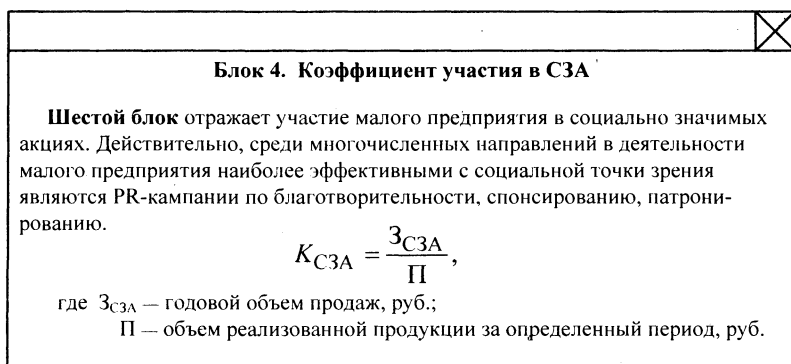 Блок 4. Коэффициент участия в СЗА
Шестой блок отражает участие малого предприятия в социально значимых
акциях. Действительно, среди многочисленных направлений в деятельности
малого предприятия наиболее эффективными с социальной точки зрения
являются PR-кампании по благотворительности, спонсированию, патрони-
рованию.
K_СЗА = З_СЗА / П,
где З_СЗА — годовой объем продаж, руб.;
П — объем реализованной продукции за определенный период, руб.